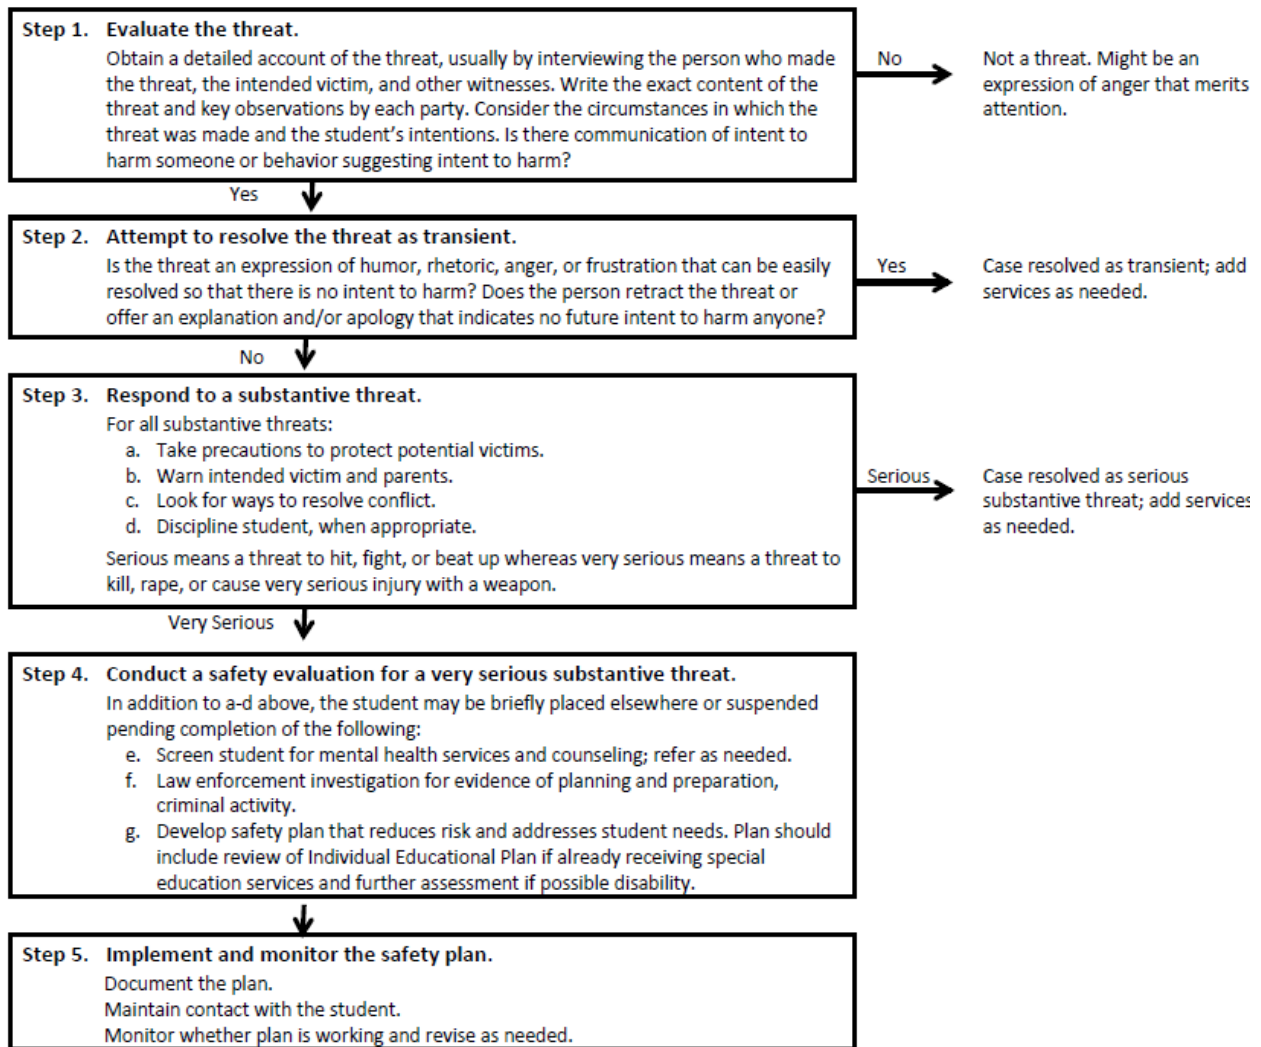 Step 1. Evaluate the threat.
Obtain a detailed account of the threat, usually by interviewing the person who made
the threat, the intended victim, and other witnesses. Write the exact content of the
threat and key observations by each party. Consider the circumstances in which the
threat was made and the student's intentions. Is there communication of intent to
harm someone or behavior suggesting intent to harm?
No
Not a threat. Might be an
expression of anger that merits
attention.
Yes
Step 2. Attempt to resolve the threat as transient.
Is the threat an expression of humor, rhetoric, anger, or frustration that can be easily
resolved so that there is no intent to harm? Does the person retract the threat or
offer an explanation and/or apology that indicates no future intent to harm anyone?
Yes
Case resolved as transient; add
services as needed.
No
Step 3. Respond to a substantive threat.
For all substantive threats:
a. Take precautions to protect potential victims.
b. Warn intended victim and parents.
c. Look for ways to resolve conflict.
d. Discipline student, when appropriate.
Serious means a threat to hit, fight, or beat up whereas very serious means a threat to
kill, rape, or cause very serious injury with a weapon.
Serious
Case resolved as serious
substantive threat; add services
as needed.
Very Serious
Step 4. Conduct a safety evaluation for a very serious substantive threat.
In addition to a-d above, the student may be briefly placed elsewhere or suspended
pending completion of the following:
e. Screen student for mental health services and counseling; refer as needed.
f. Law enforcement investigation for evidence of planning and preparation,
criminal activity.
g. Develop safety plan that reduces risk and addresses student needs. Plan should
include review of Individual Educational Plan if already receiving special
education services and further assessment if possible disability.
Step 5. Implement and monitor the safety plan.
Document the plan.
Maintain contact with the student.
Monitor whether plan is working and revise as needed.